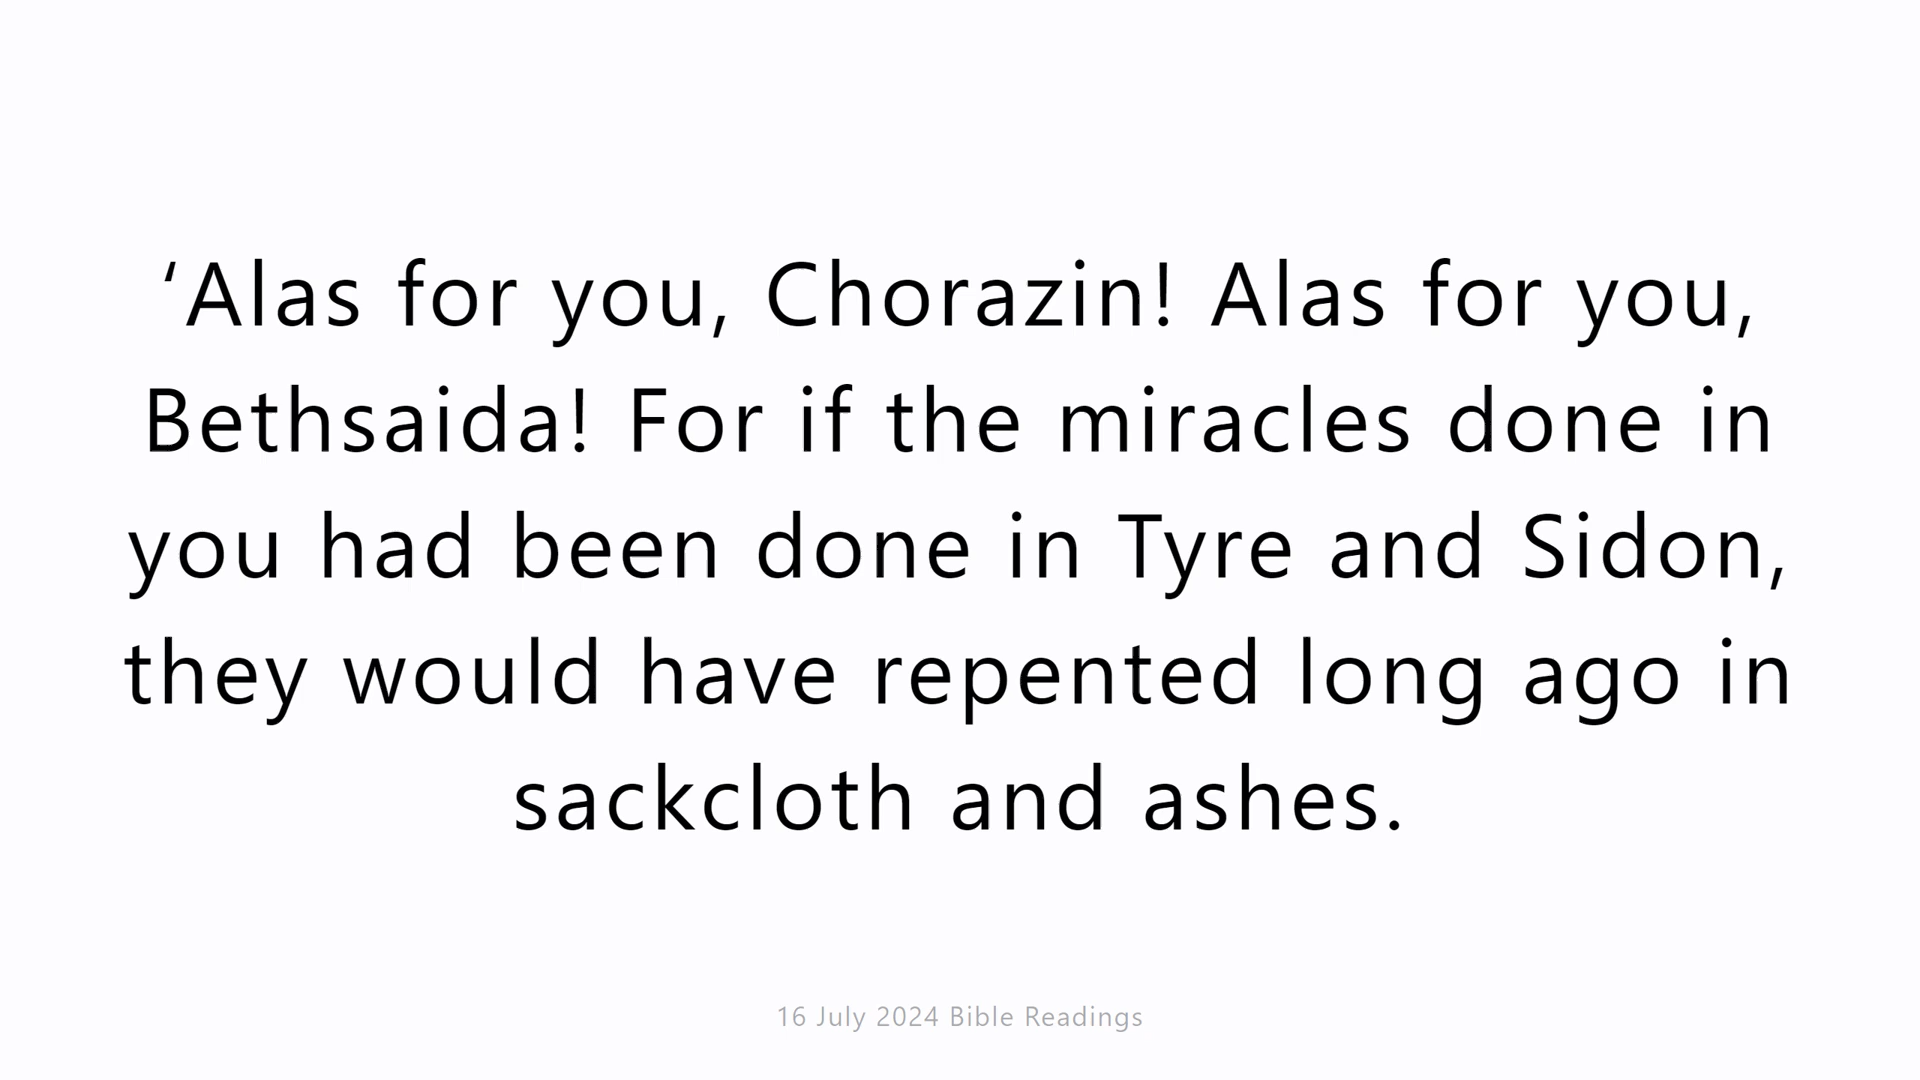 ‘Alas for you, Chorazin! Alas for you,
Bethsaida! For if the miracles done in
you had been done in Tyre and Sidon,
they would have repented long ago in
sackcloth and ashes.
16 July 2024 Bible Readings